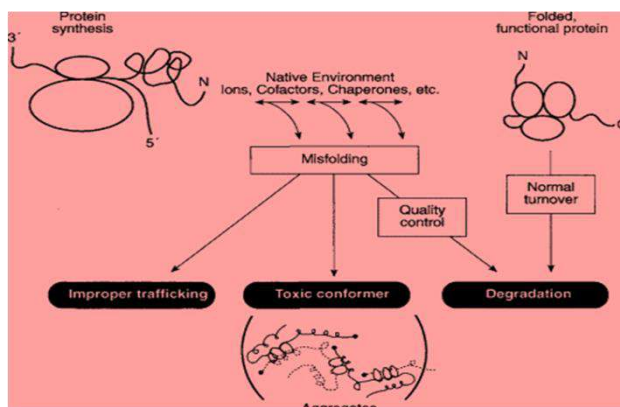 Protein
synthesis
Folded,
functional protein
3´
N
5´
Native Environment
Ions, Cofactors, Chaperones, etc.
N
C
Misfolding
Quality
control
Normal
turnover
Improper trafficking
Toxic conformer
Degradation
Aggregates